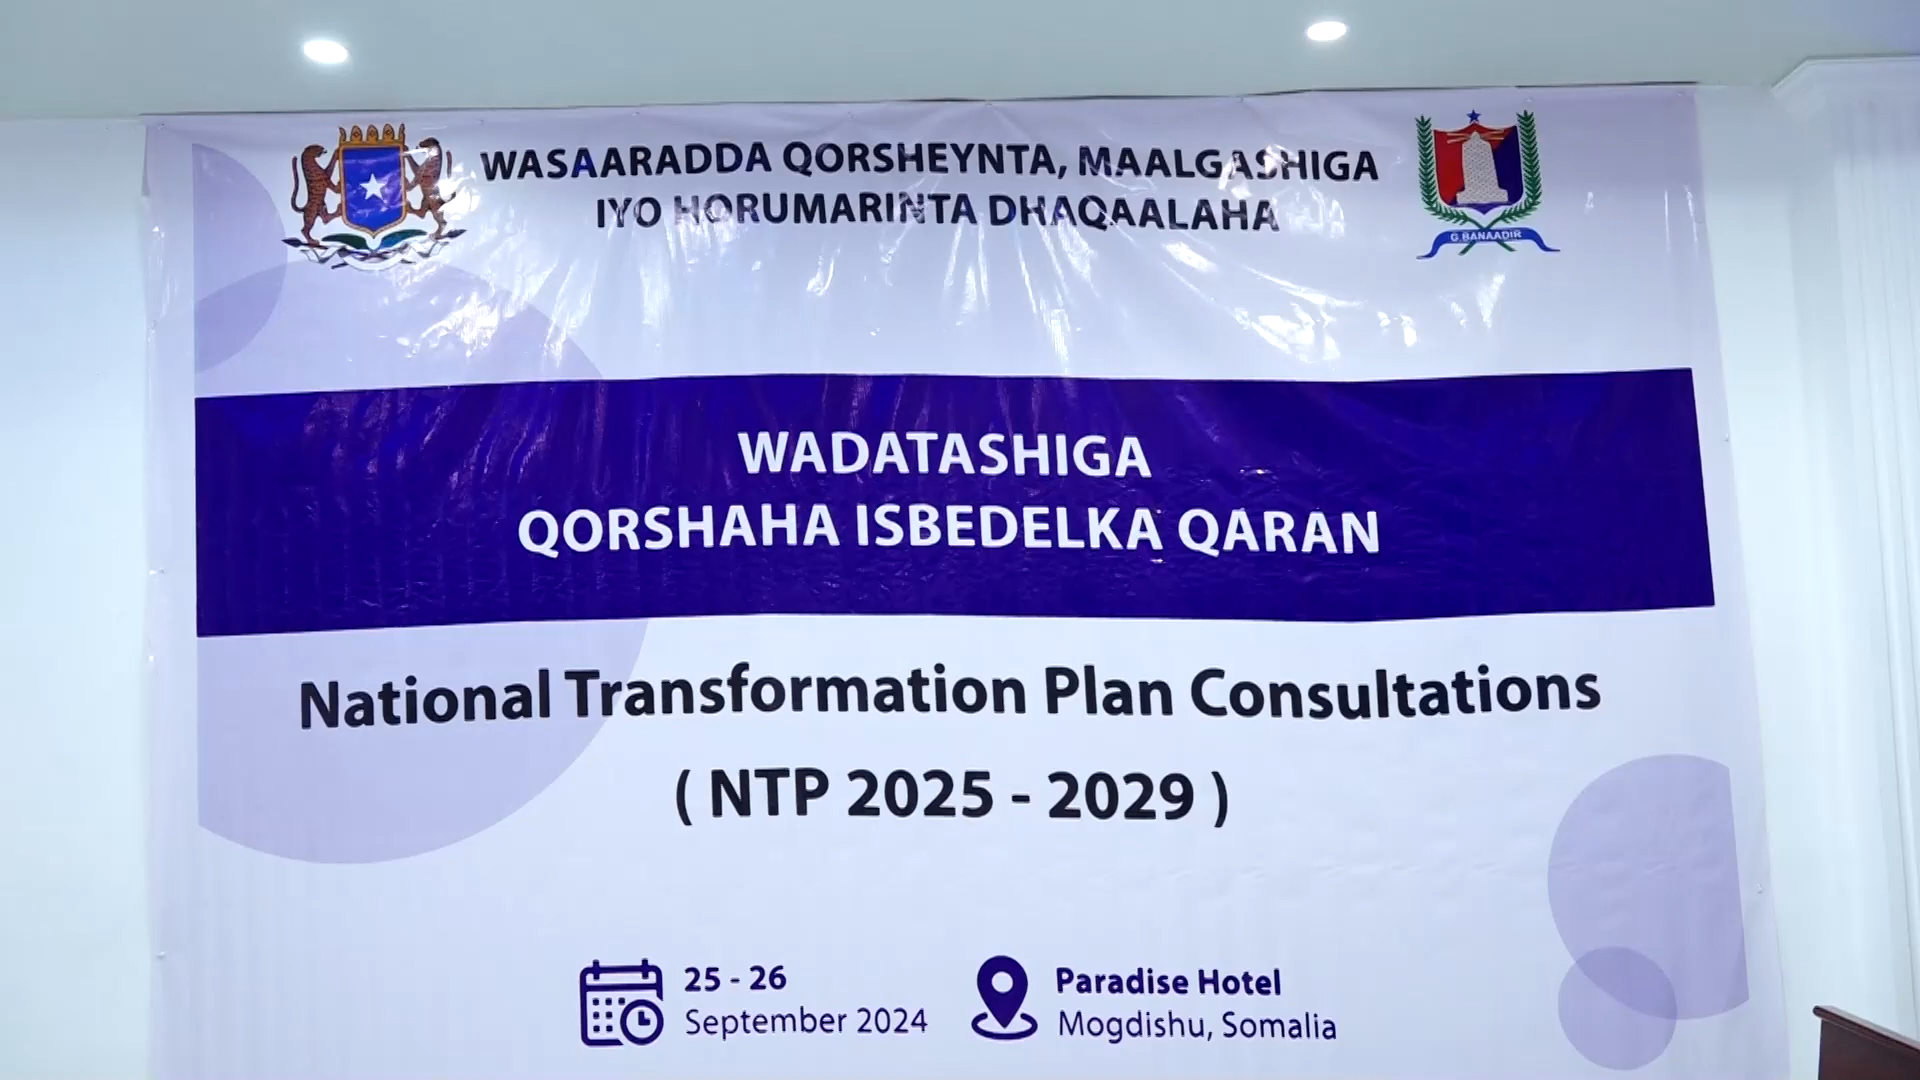 WASAARADDA QORSHEYNTA, MAALGASHIGA
IYO HORUMARINTA DHAQAALAHA
G BANAADIR
WADATASHIGA
QORSHAHA ISBEDELKA QARAN
National Transformation Plan Consultations
( NTP 2025 - 2029 )
25 - 26
September 2024
Paradise Hotel
Mogdishu, Somalia